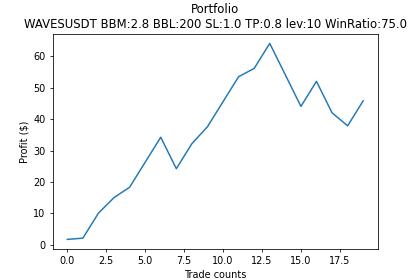 Portfolio
WAVESUSDT BBM:2.8 BBL:200 SL:1.0 TP:0.8 lev:10 WinRatio:75.0
60
50
40
30
20
10
0
Profit ($)
0.0 2.5 5.0 7.5 10.0 12.5 15.0 17.5
Trade counts